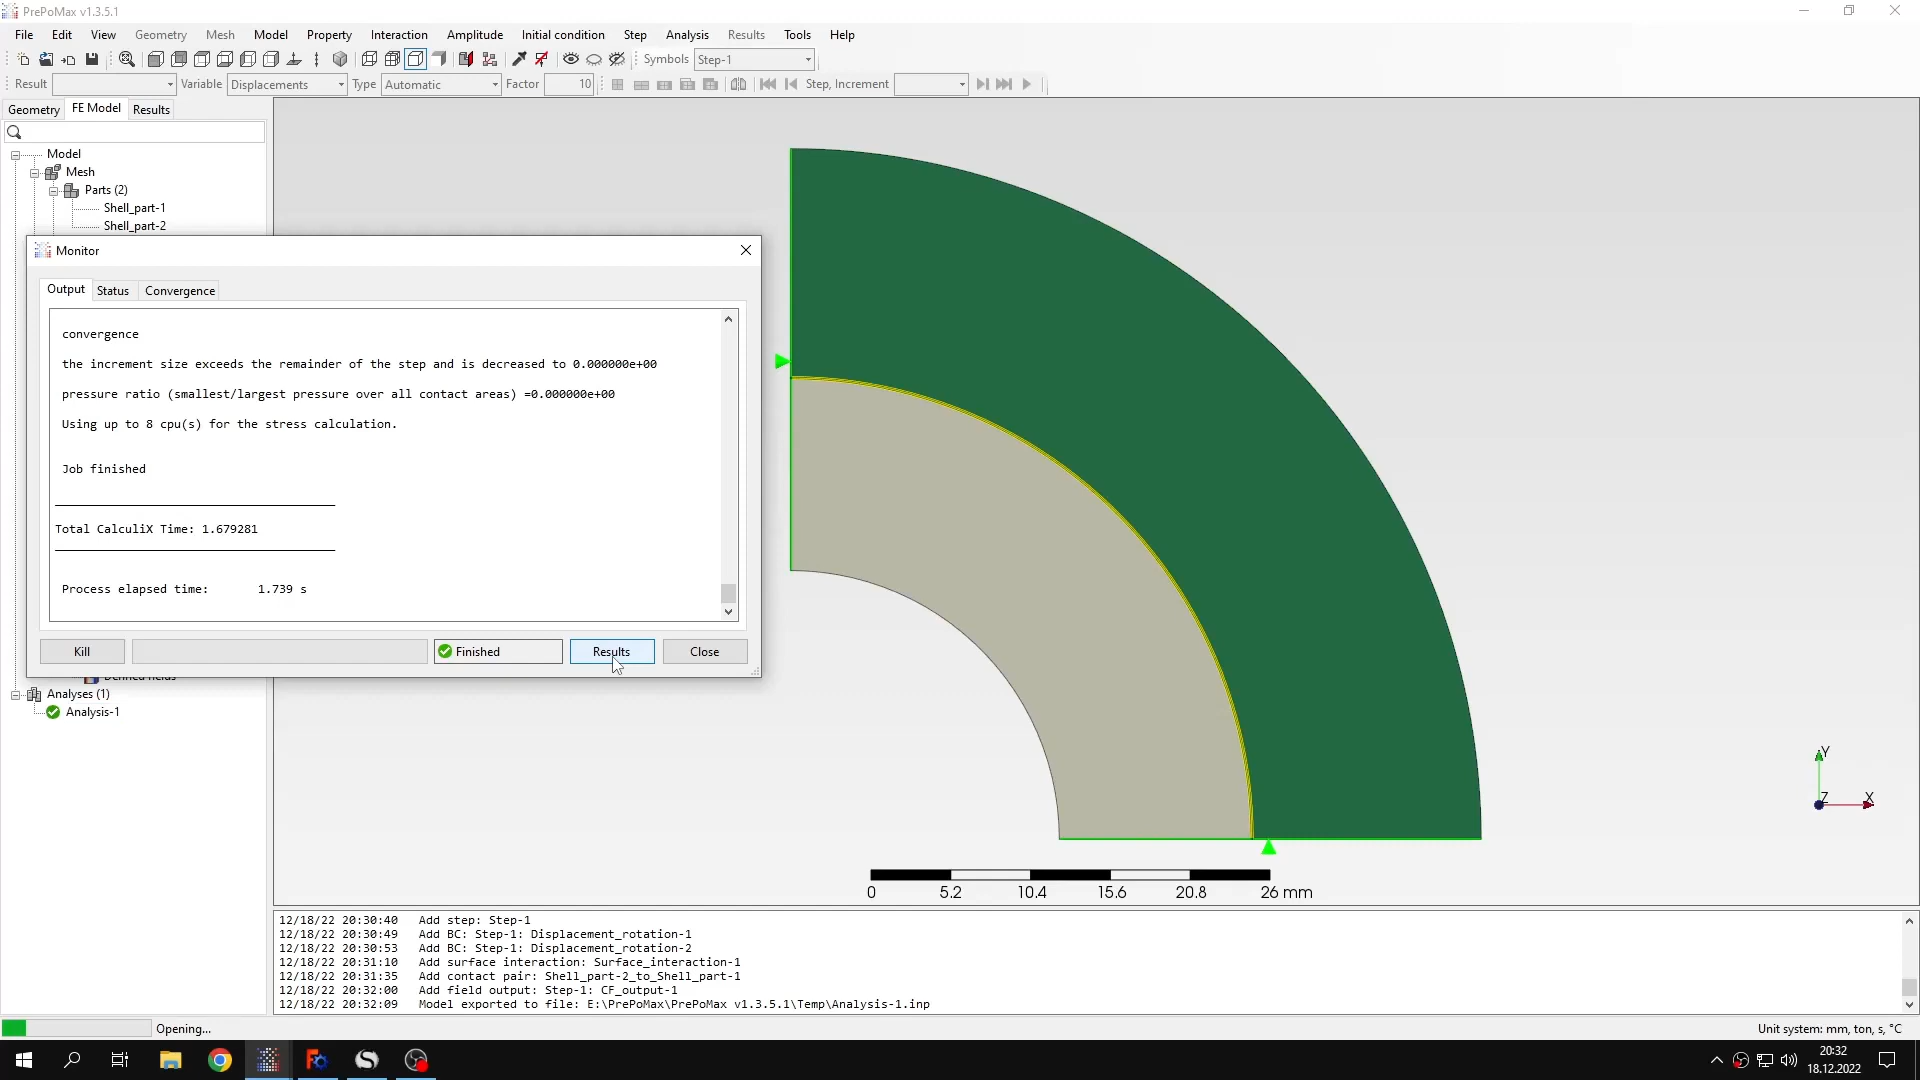 PrePoMax v1.3.5.1
File Edit View Geometry Mesh Model Property Interaction Amplitude Initial condition Step Analysis Results Tools Help
Symbols Step-1
Result Variable Displacements Type Automatic Factor 10 Step, Increment
Geometry FE Model Results
Model
Mesh
Parts (2)
Shell_part-1
Shell_part-2
Monitor
Output Status Convergence
convergence
the increment size exceeds the remainder of the step and is decreased to 0.000000e+00
pressure ratio (smallest/largest pressure over all contact areas) =0.000000e+00
Using up to 8 cpu(s) for the stress calculation.
Job finished
Total CalculiX Time: 1.679281
Process elapsed time: 1.739 s
Kill Finished Results Close
Defined fields
Analyses (1)
Analysis-1
Y
Z X
0 5.2 10.4 15.6 20.8 26 mm
12/18/22 20:30:40 Add step: Step-1
12/18/22 20:30:49 Add BC: Step-1: Displacement_rotation-1
12/18/22 20:30:53 Add BC: Step-1: Displacement_rotation-2
12/18/22 20:31:10 Add surface interaction: Surface_interaction-1
12/18/22 20:31:35 Add contact pair: Shell_part-2_to_Shell_part-1
12/18/22 20:32:00 Add field output: Step-1: CF_output-1
12/18/22 20:32:09 Model exported to file: E:\PrePoMax\PrePoMax v1.3.5.1\Temp\Analysis-1.inp
Opening... Unit system: mm, ton, s, °C
20:32
18.12.2022